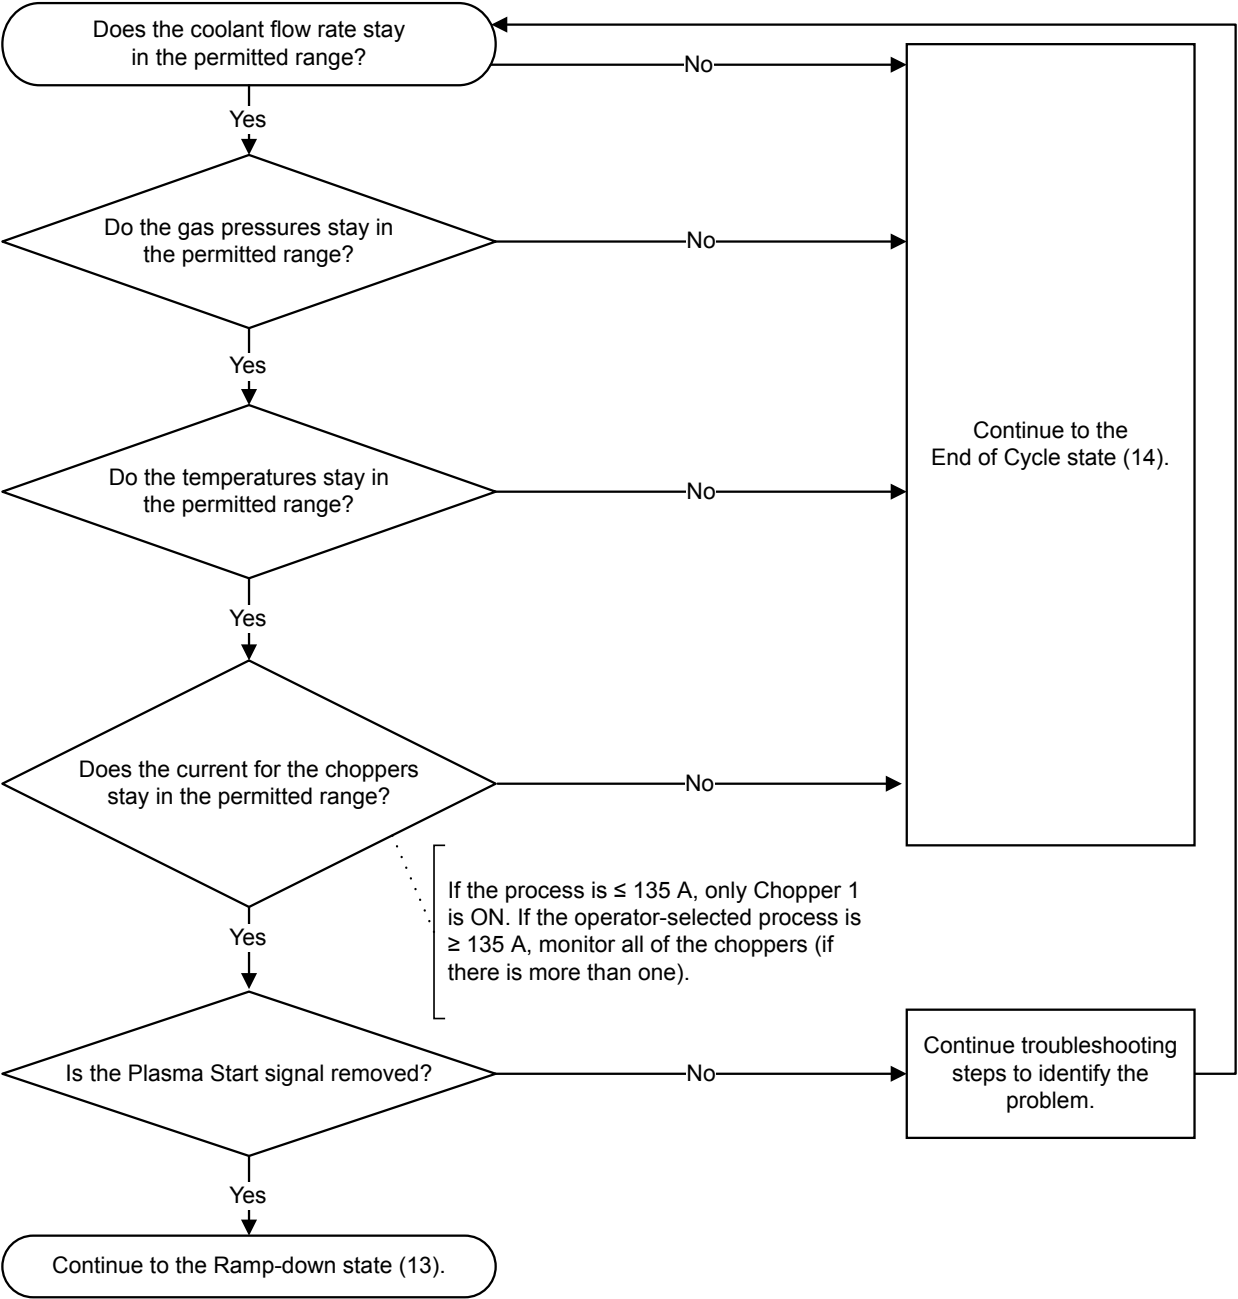 Does the coolant flow rate stay
in the permitted range?
No
Yes
Do the gas pressures stay in
the permitted range?
No
Yes
Do the temperatures stay in
the permitted range?
No
Continue to the
End of Cycle state (14).
Yes
Does the current for the choppers
stay in the permitted range?
No
If the process is ≤ 135 A, only Chopper 1
is ON. If the operator-selected process is
≥ 135 A, monitor all of the choppers (if
there is more than one).
Yes
Is the Plasma Start signal removed?
No
Continue troubleshooting
steps to identify the
problem.
Yes
Continue to the Ramp-down state (13).